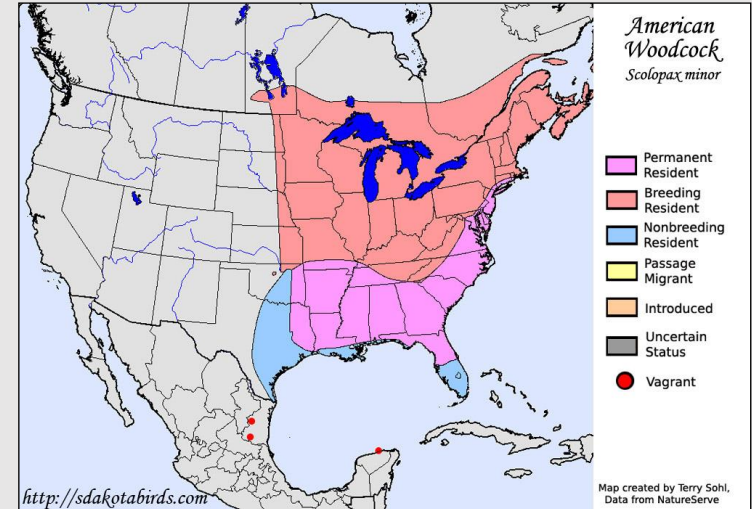 American
Woodcock
Scolopax minor
Permanent
Resident
Breeding
Resident
Nonbreeding
Resident
Passage
Migrant
Introduced
Uncertain
Status
Vagrant
http://sdakotabirds.com
Map created by Terry Sohl,
Data from NatureServe